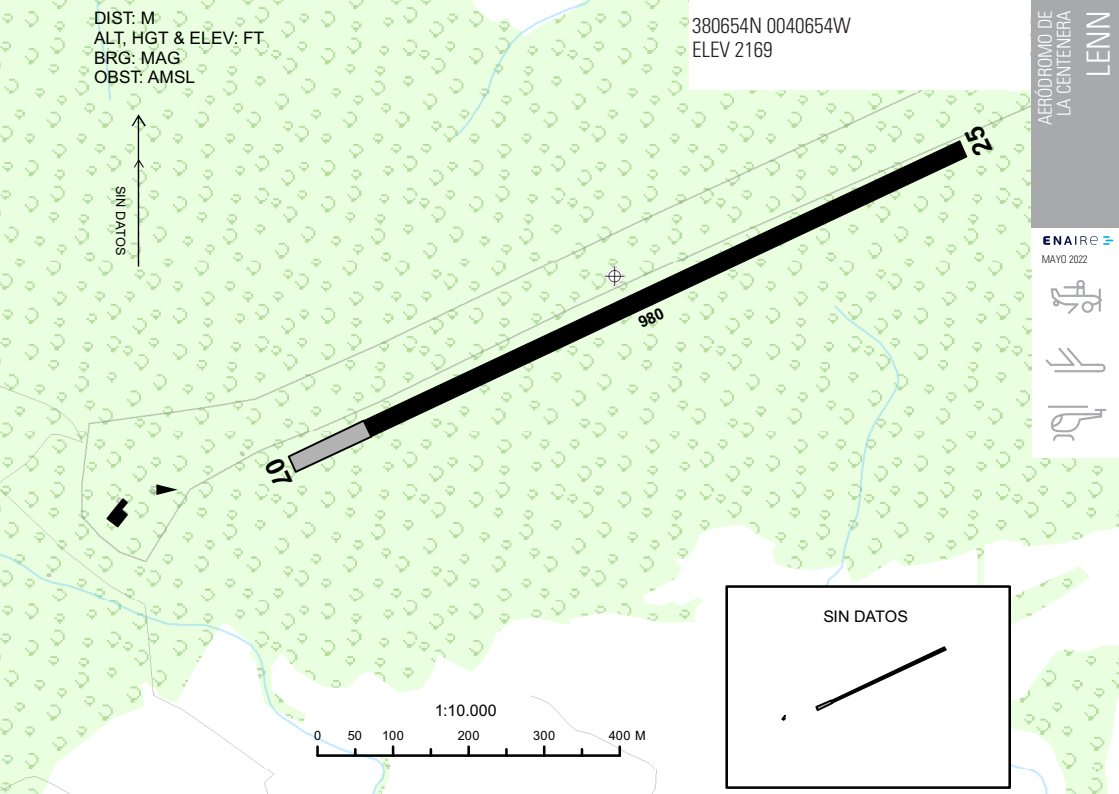 DIST: M
ALT, HGT & ELEV: FT
BRG: MAG
OBST: AMSL
380654N 0040654W
ELEV 2169
AERÓDROMO DE
LA CENTENERA
LENN
SIN DATOS
25
ENAIRe
MAYO 2022
980
07
SIN DATOS
1:10.000
0 50 100 200 300 400 M